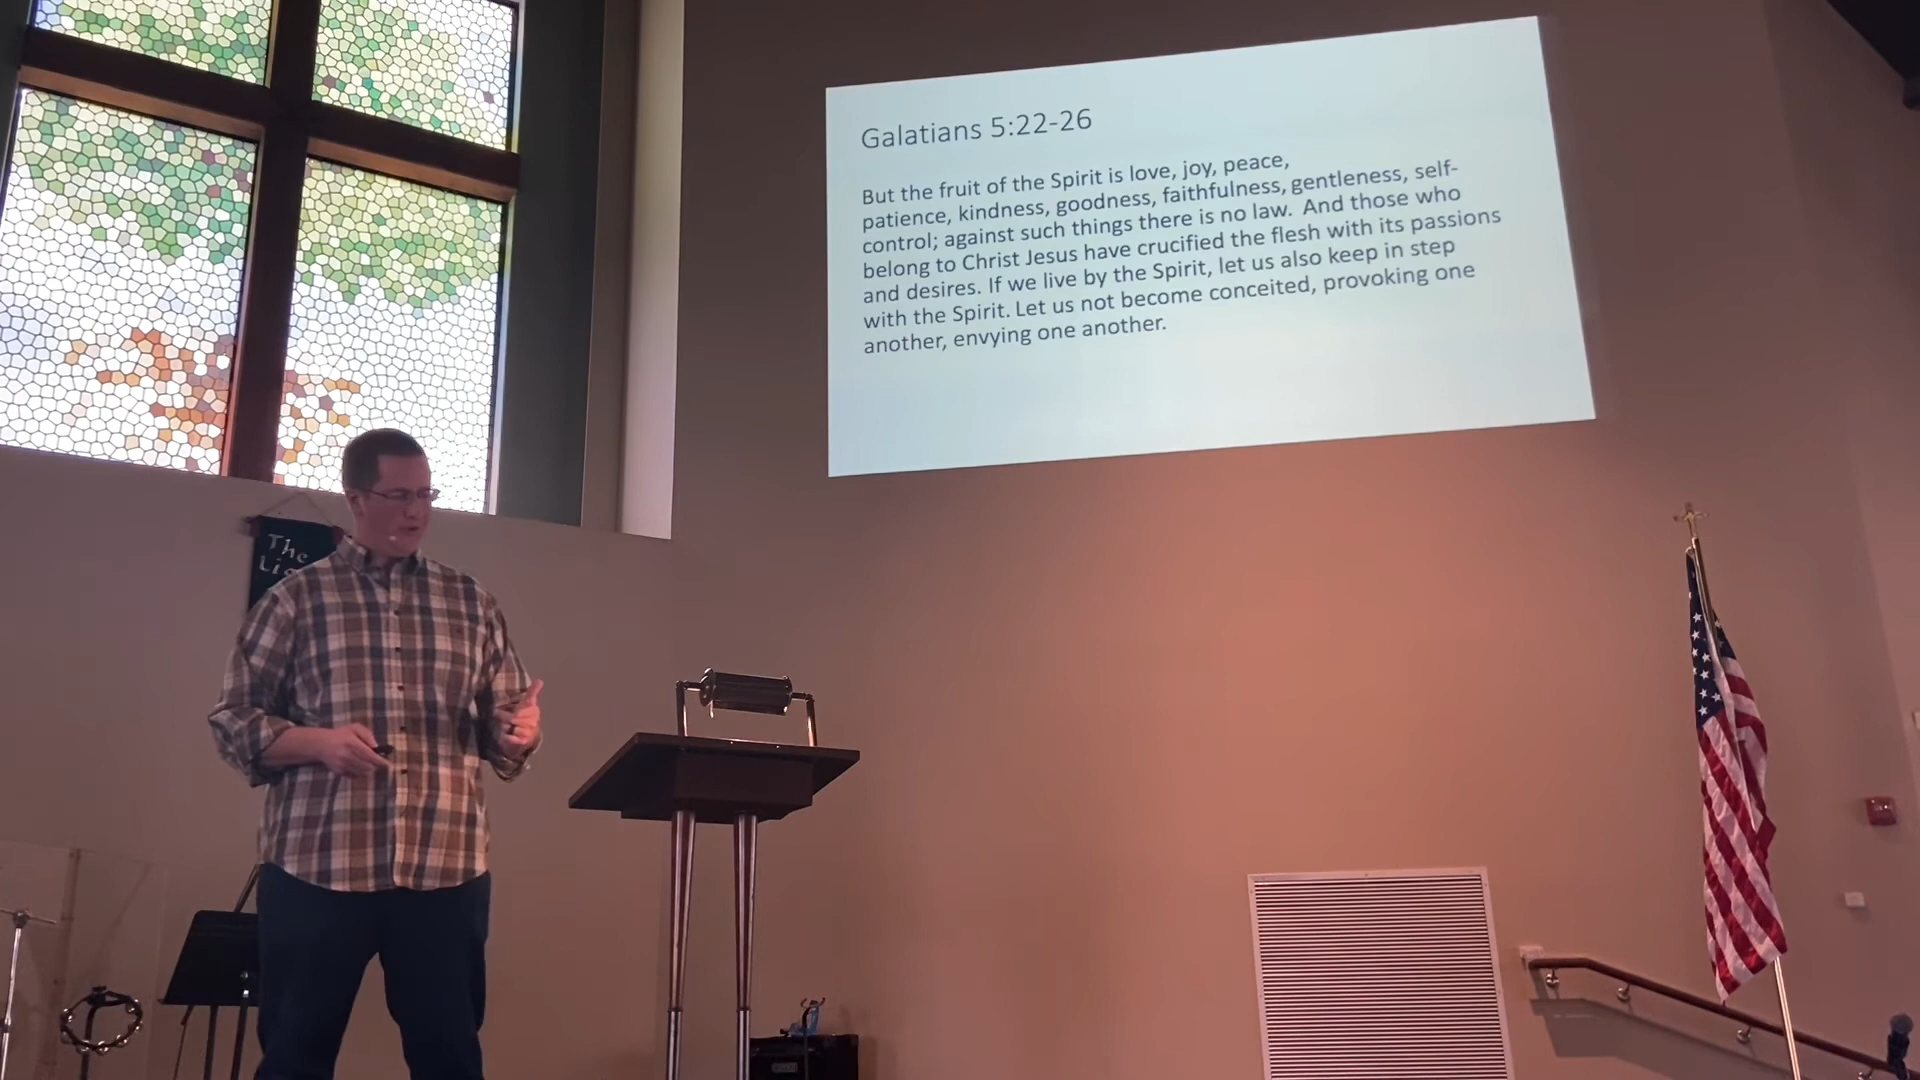 Galatians 5:22-26
But the fruit of the Spirit is love, joy, peace,
patience, kindness, goodness, faithfulness, gentleness, self-
control; against such things there is no law. And those who
belong to Christ Jesus have crucified the flesh with its passions
and desires. If we live by the Spirit, let us also keep in step
with the Spirit. Let us not become conceited, provoking one
another, envying one another.
The